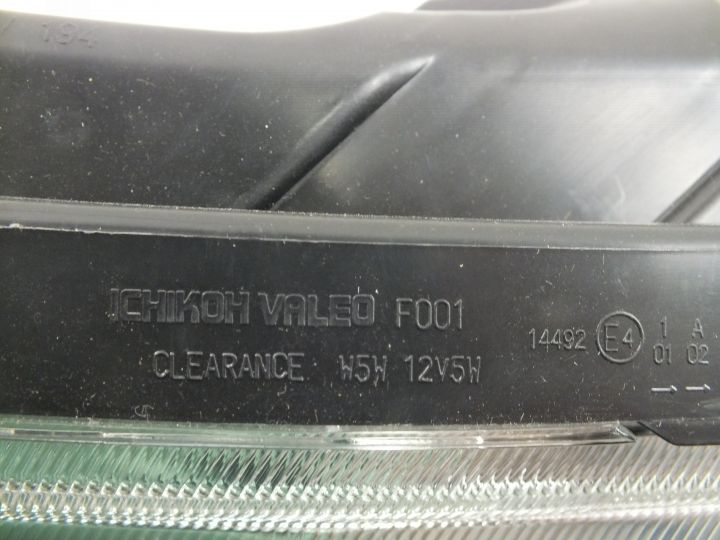 194
ICHIKOH VALEO F001
CLEARANCE W5W 12V5W
14492 E4 1 A
01 02
→ →